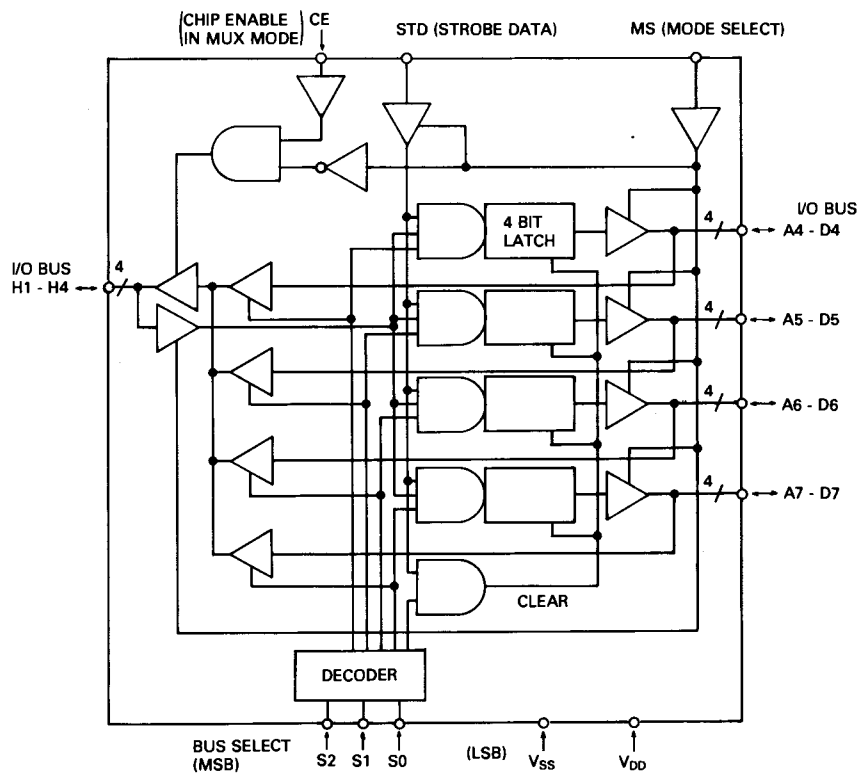 (CHIP ENABLE
IN MUX MODE)
CE
STD (STROBE DATA)
MS (MODE SELECT)
4 BIT
LATCH
4
I/O BUS
A4 - D4
I/O BUS
H1 - H4
4
4
A5 - D5
4
A6 - D6
4
A7 - D7
CLEAR
DECODER
BUS SELECT
(MSB)
S2
S1
S0
(LSB)
VSS
VDD